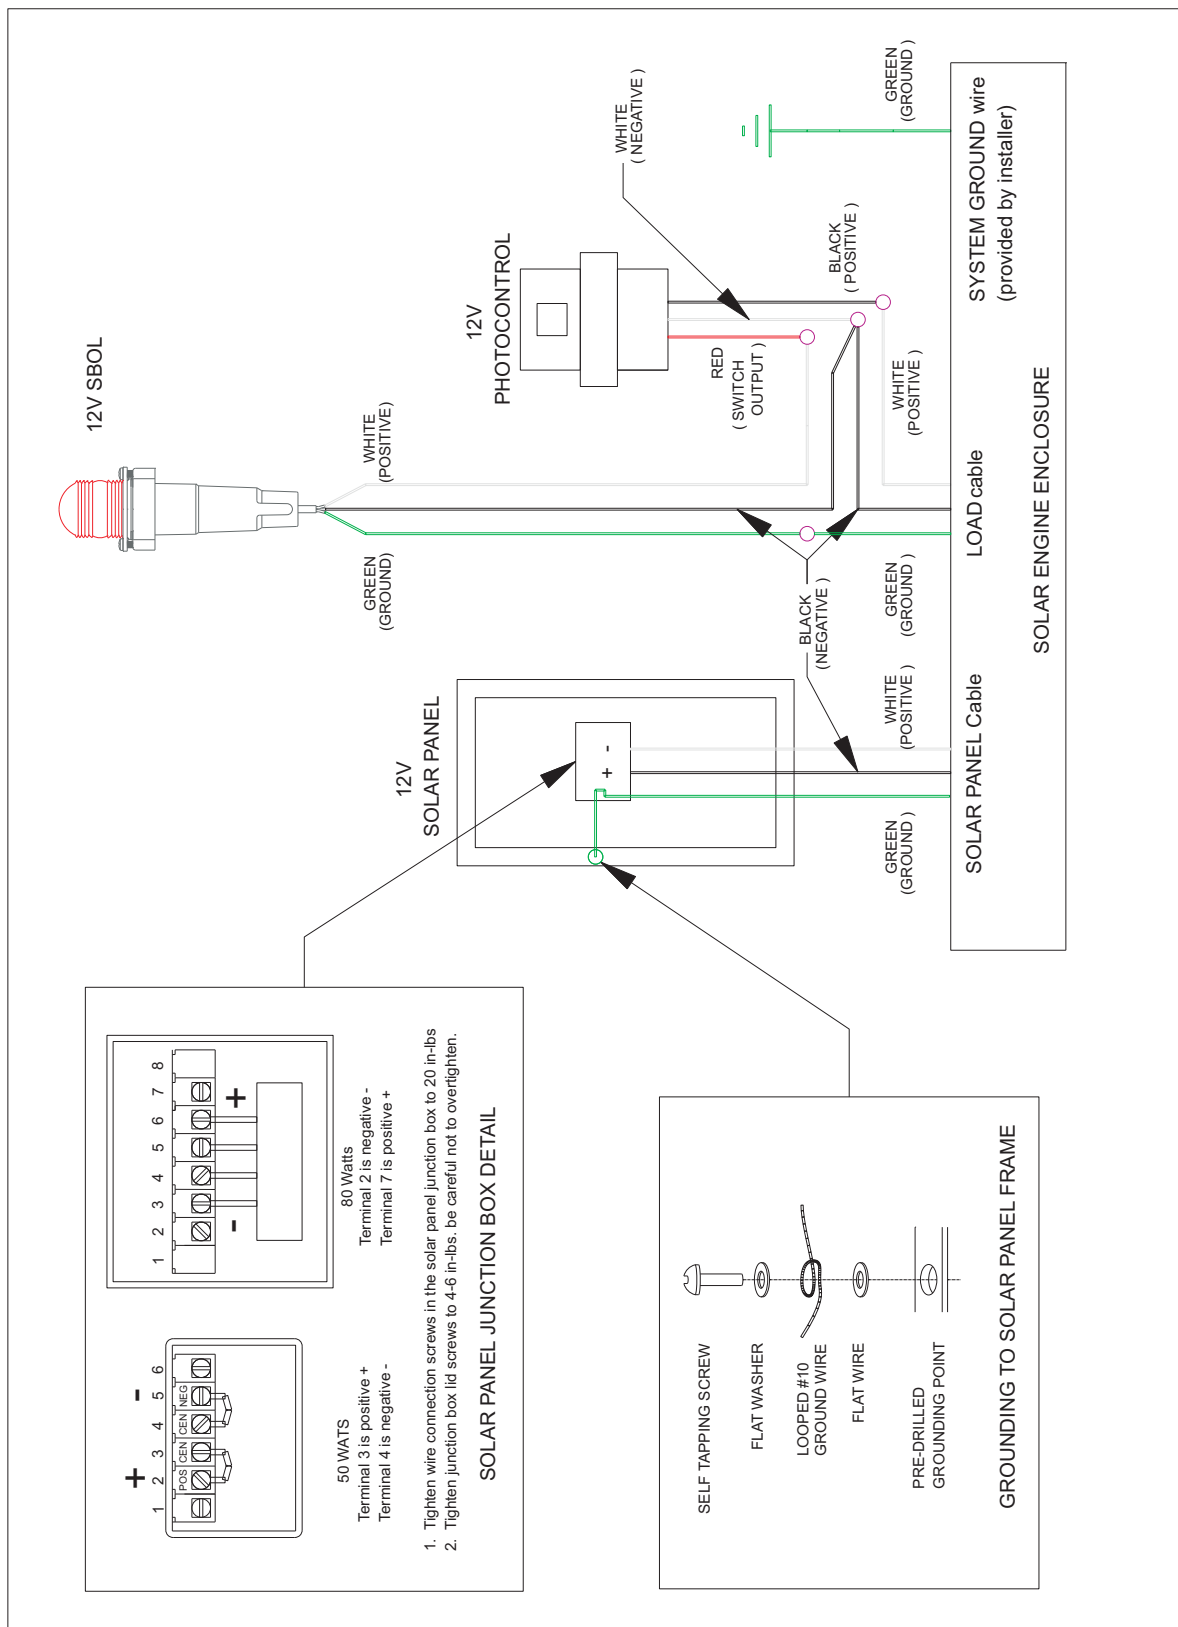 12V SBOL
12V
PHOTOCONTROL
12V
SOLAR PANEL
WHITE
( NEGATIVE )
GREEN
(GROUND )
BLACK
( POSITIVE )
RED
( SWITCH
OUTPUT )
WHITE
(POSITIVE)
WHITE
(POSITIVE )
GREEN
(GROUND)
GREEN
(GROUND )
BLACK
(NEGATIVE )
WHITE
(POSITIVE )
GREEN
(GROUND )
+ -
SOLAR PANEL Cable
LOAD cable
SYSTEM GROUND wire
(provided by installer)
SOLAR ENGINE ENCLOSURE
+ -
1 2 3 4 5 6
POS CEN CEN NEG
50 WATS
Terminal 3 is positive +
Terminal 4 is negative -
1 2 3 4 5 6 7 8
- +
80 Watts
Terminal 2 is negative -
Terminal 7 is positive +
1. Tighten wire connection screws in the solar panel junction box to 20 in-lbs
2. Tighten junction box lid screws to 4-6 in-lbs. be careful not to overtighten.
SOLAR PANEL JUNCTION BOX DETAIL
SELF TAPPING SCREW
FLAT WASHER
LOOPED #10
GROUND WIRE
FLAT WIRE
PRE-DRILLED
GROUNDING POINT
GROUNDING TO SOLAR PANEL FRAME